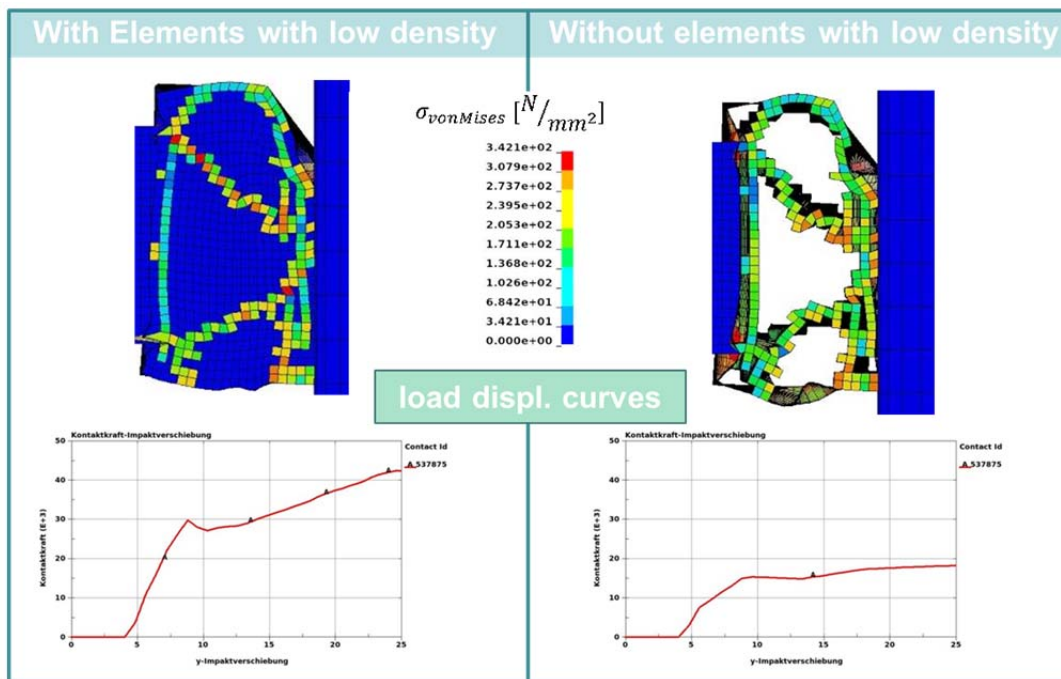 With Elements with low density
Without elements with low density
σvonMises [N/mm²]
3.421e+02
3.079e+02
2.737e+02
2.395e+02
2.053e+02
1.711e+02
1.368e+02
1.026e+02
6.842e+01
3.421e+01
0.000e+00
load displ. curves
Kontaktkraft-Impaktverschiebung
Contact Id
A 537875
Kontaktkraft (E+3)
50
40
30
20
10
0
A
A
A
A
0 5 10 15 20 25
y-Impaktverschiebung
Kontaktkraft-Impaktverschiebung
Contact Id
A 537875
Kontaktkraft (E+3)
50
40
30
20
10
0
A
0 5 10 15 20 25
y-Impaktverschiebung